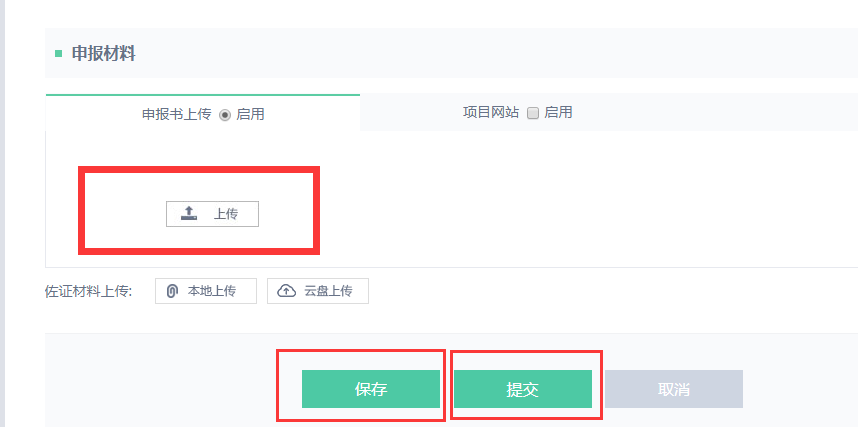 申报材料
申报书上传 启用 项目网站 启用
上传
佐证材料上传: 本地上传 云盘上传
保存 提交 取消